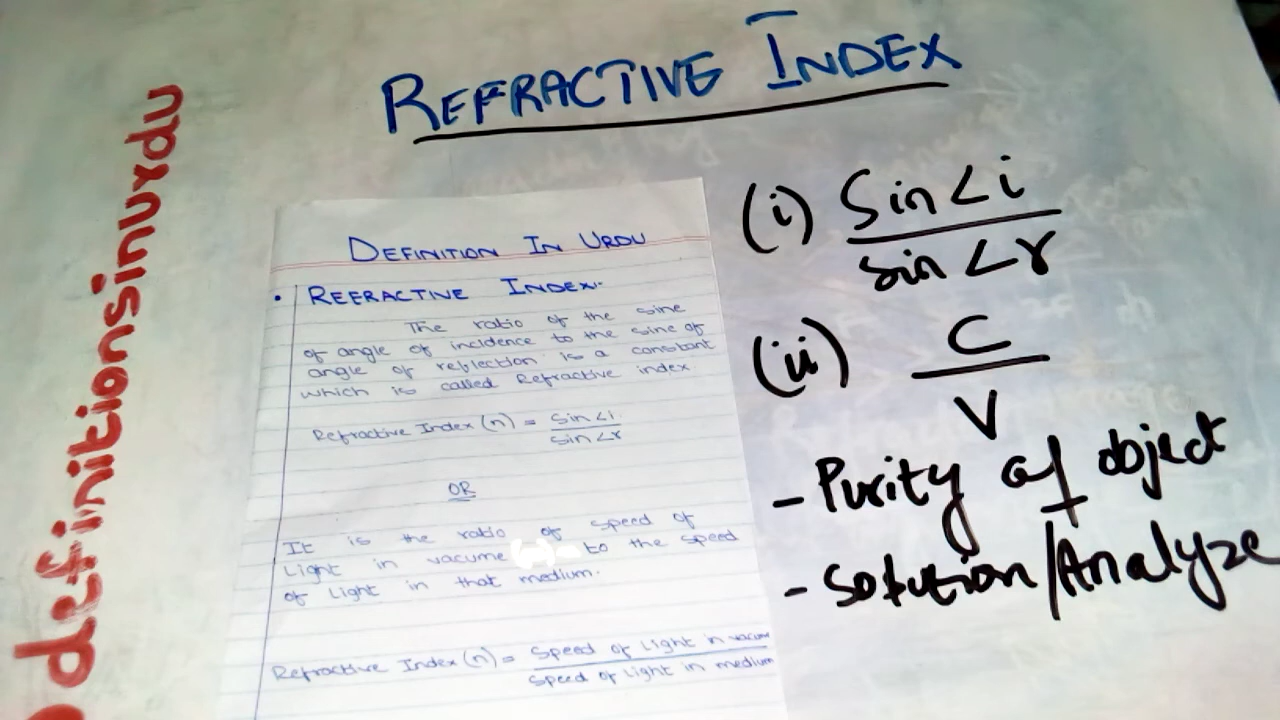 REFRACTIVE INDEX
definitionsinurdu
DEFINITION IN URDU
• REFRACTIVE INDEX:-
The ratio of the sine
of angle of incidence to the sine of
angle of reflection is a constant
which is called Refractive index
Refractive Index (n) = Sin<i / Sin<r
OR
It is the ratio of speed of
Light in vacume to the speed
of Light in that medium.
Refractive Index (n) = Speed of Light in vacume / Speed of Light in medium
(i) Sin<i / sin<r
(ii) C / V
- Purity of object
- Solution/Analyze